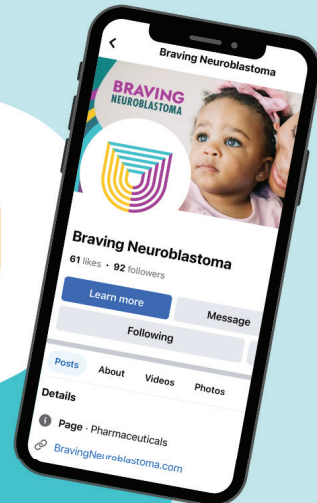 Braving Neuroblastoma
BRAVING
NEUROBLASTOMA
Braving Neuroblastoma
61 likes • 92 followers
Learn more
Message
Following
Posts
About
Videos
Photos
Details
Page · Pharmaceuticals
BravingNeuroblastoma.com